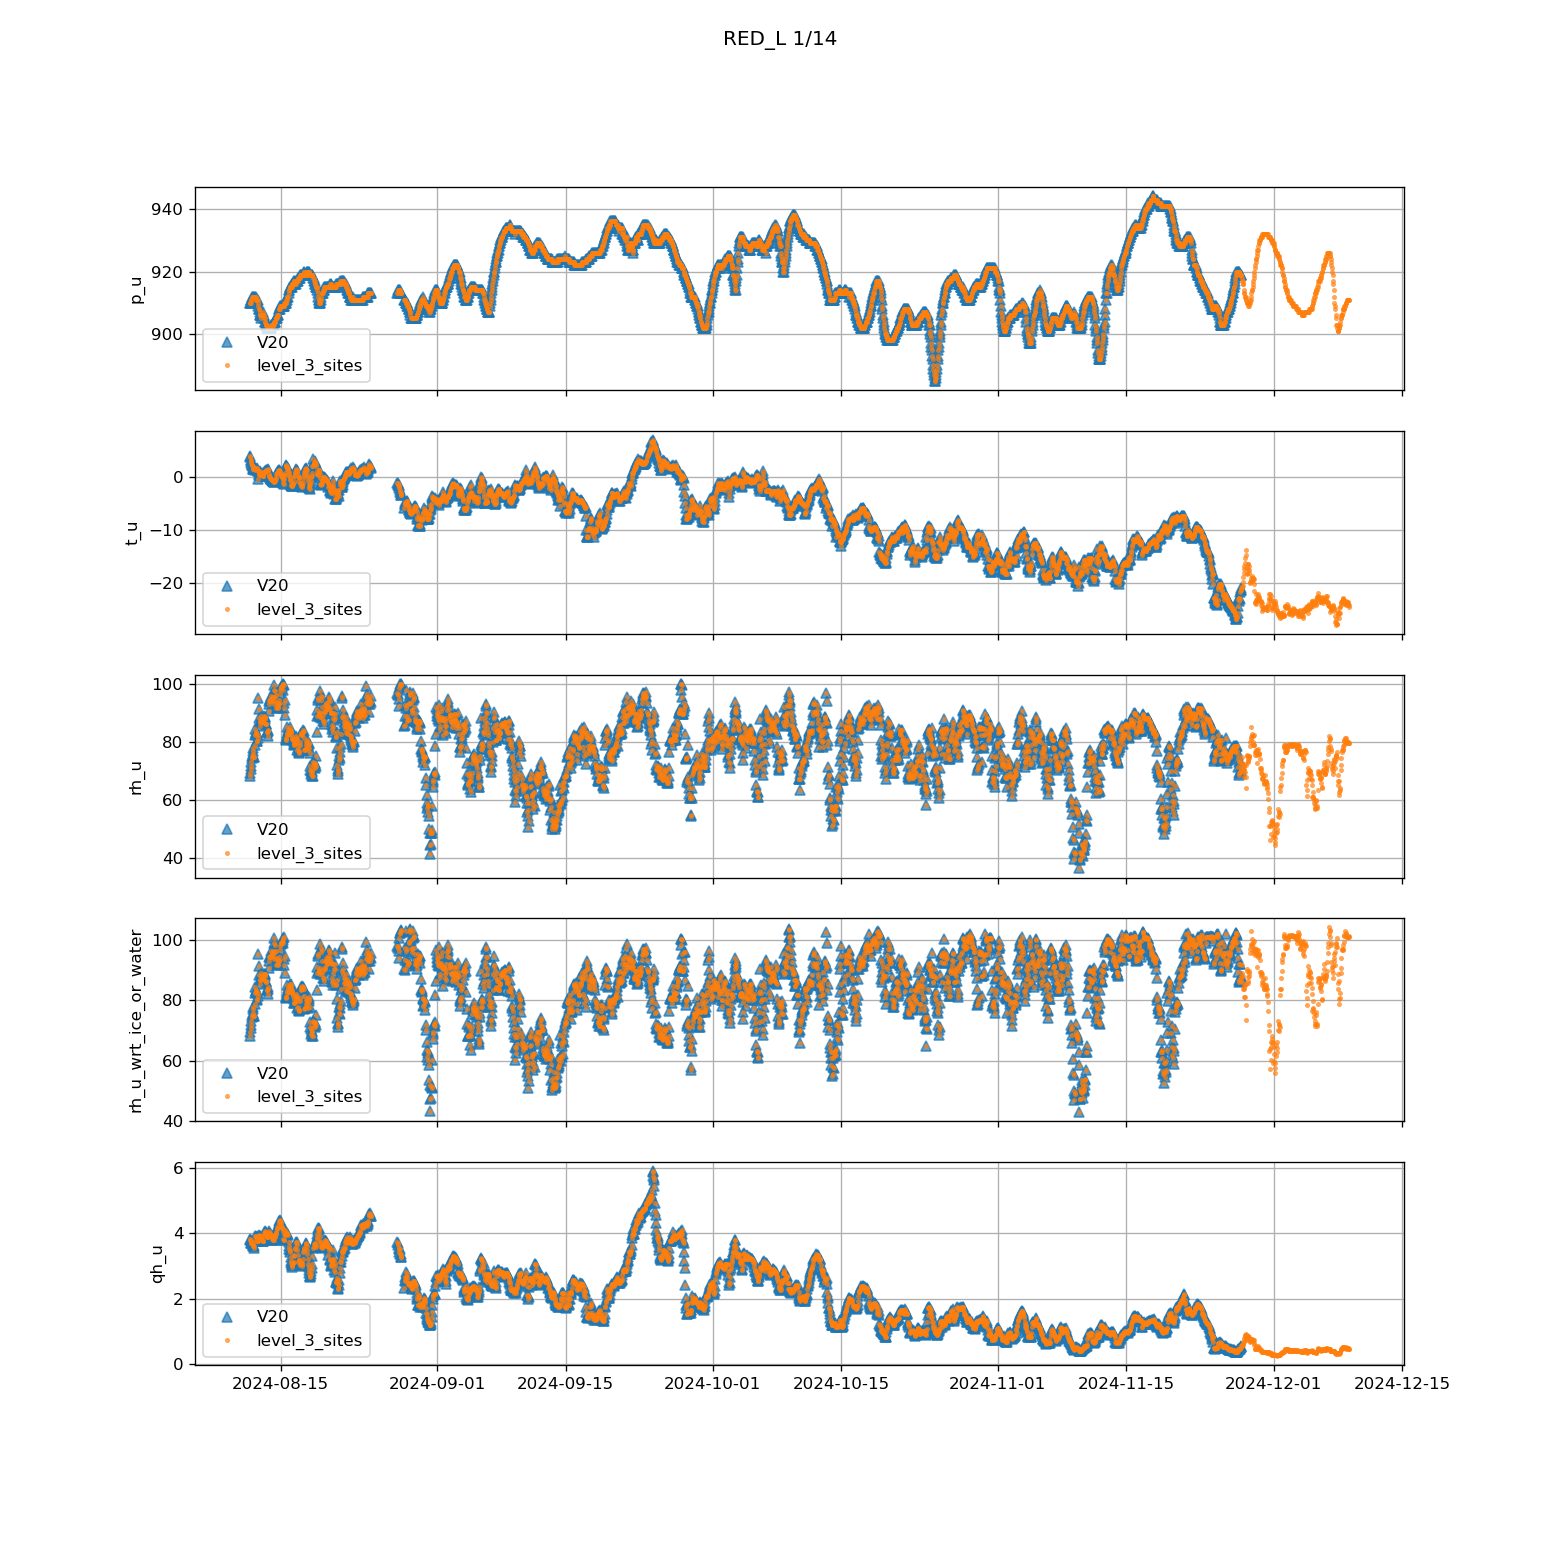 RED_L 1/14
940
920
900
p_u
V20
level_3_sites
0
−10
−20
t_u
V20
level_3_sites
100
80
60
40
rh_u
V20
level_3_sites
100
80
60
40
rh_u_wrt_ice_or_water
V20
level_3_sites
6
4
2
0
qh_u
V20
level_3_sites
2024-08-15 2024-09-01 2024-09-15 2024-10-01 2024-10-15 2024-11-01 2024-11-15 2024-12-01 2024-12-15